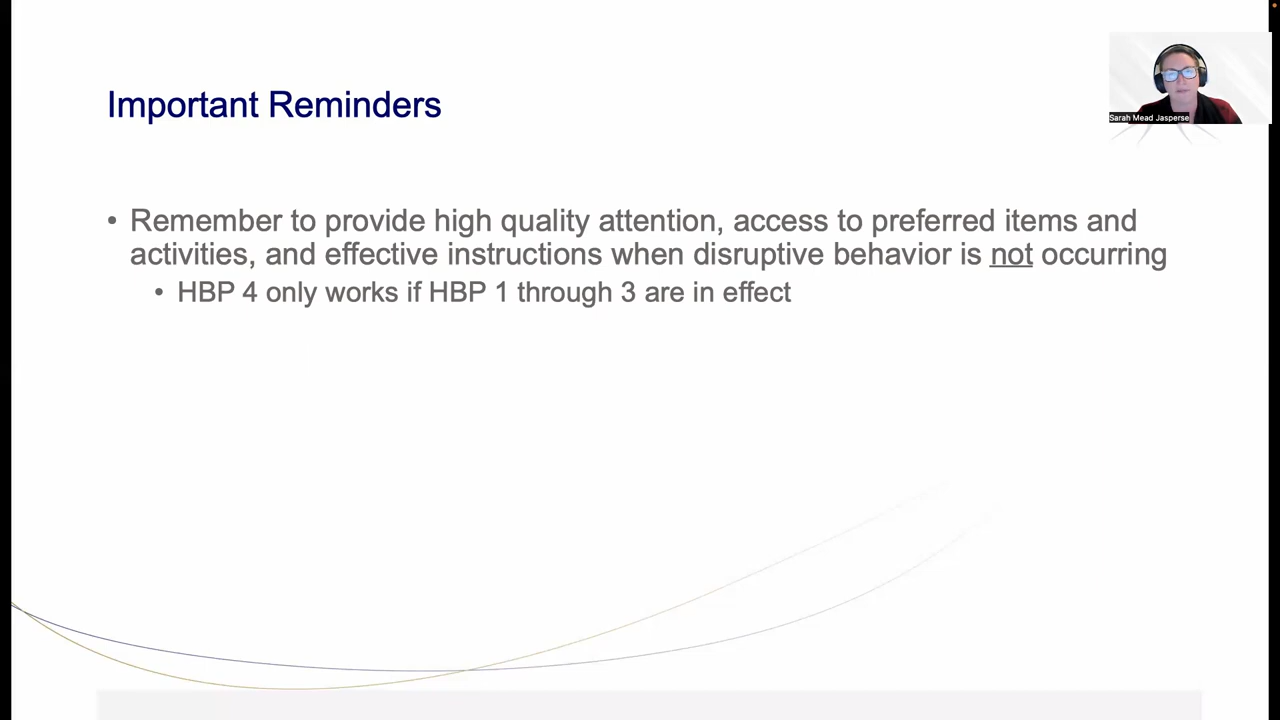 Important Reminders
Sarah Mead Jasperse
• Remember to provide high quality attention, access to preferred items and
activities, and effective instructions when disruptive behavior is not occurring
• HBP 4 only works if HBP 1 through 3 are in effect